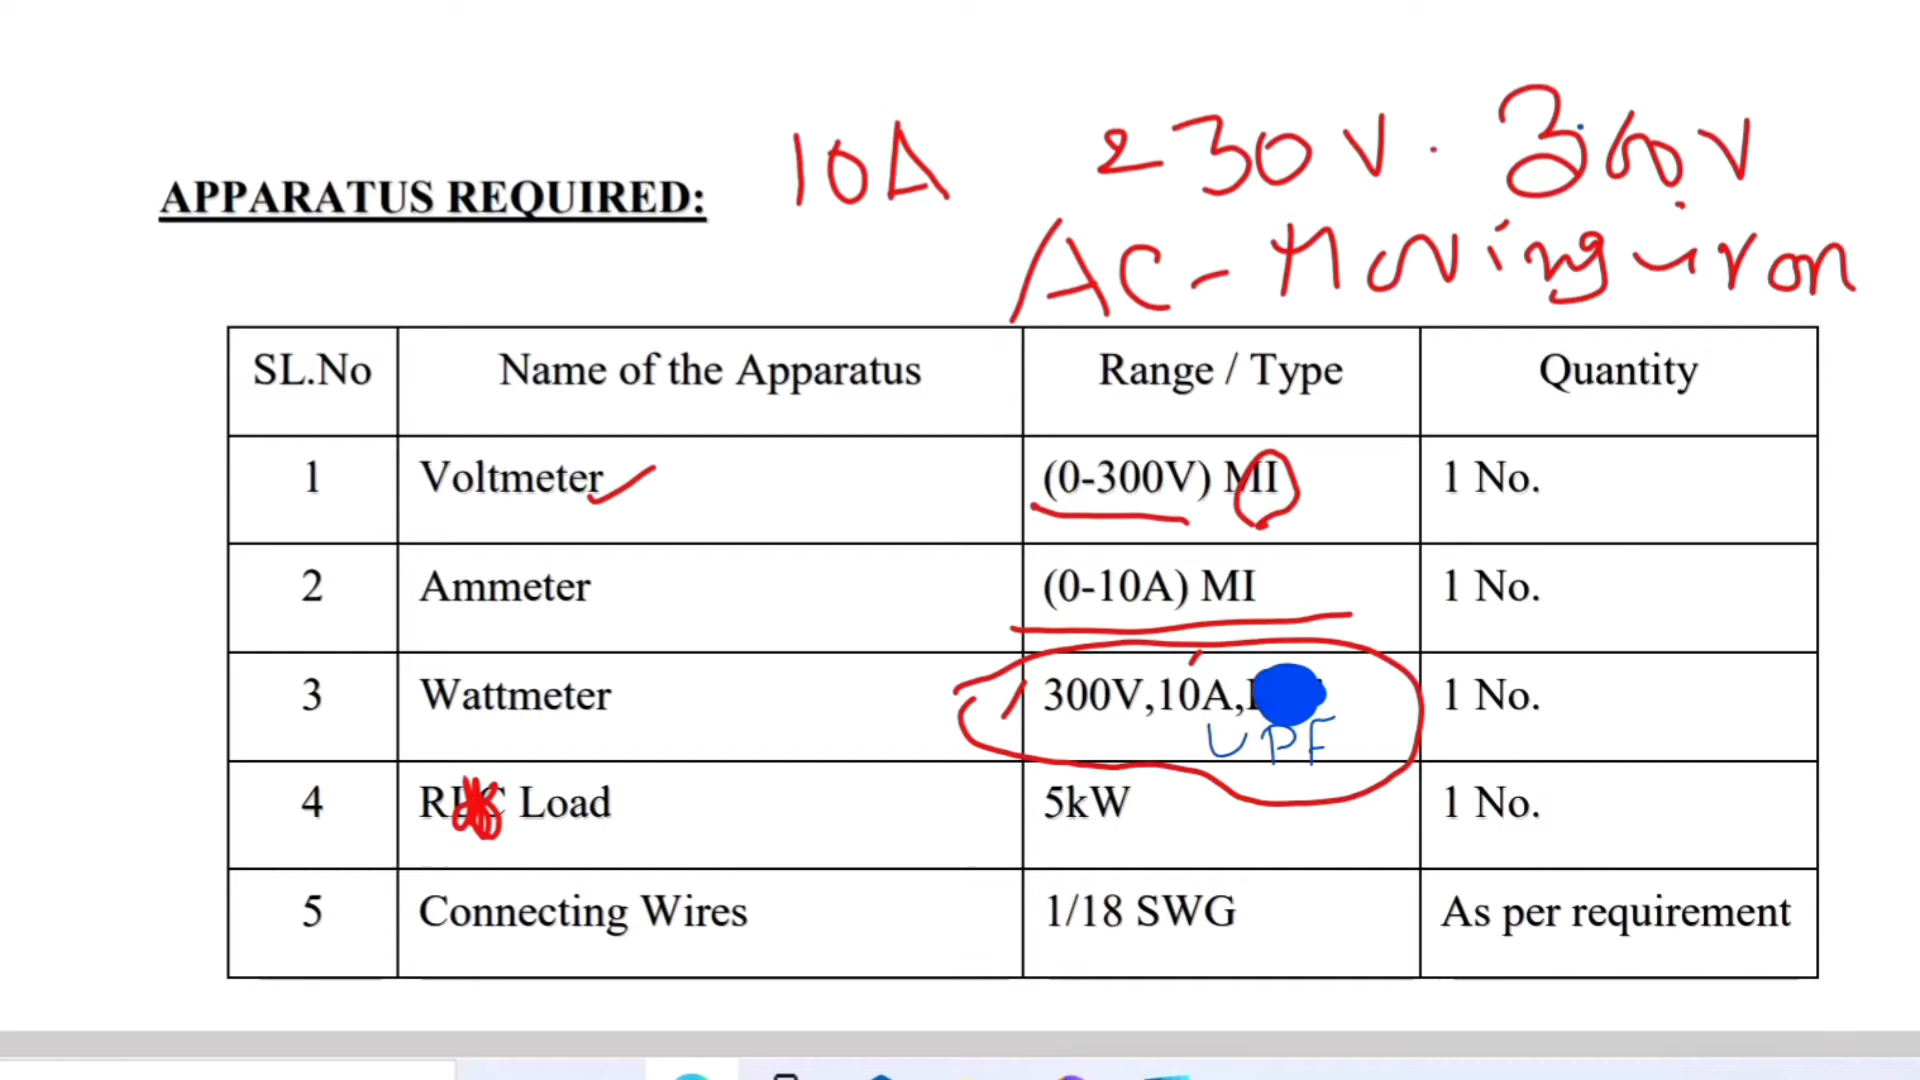 10A 230V. 300V
APPARATUS REQUIRED:
AC - Moving iron
SL.No Name of the Apparatus Range / Type Quantity
1 Voltmeter (0-300V) MI 1 No.
2 Ammeter (0-10A) MI 1 No.
3 Wattmeter 300V,10A, 1 No.
UPF
4 Load 5kW 1 No.
5 Connecting Wires 1/18 SWG As per requirement